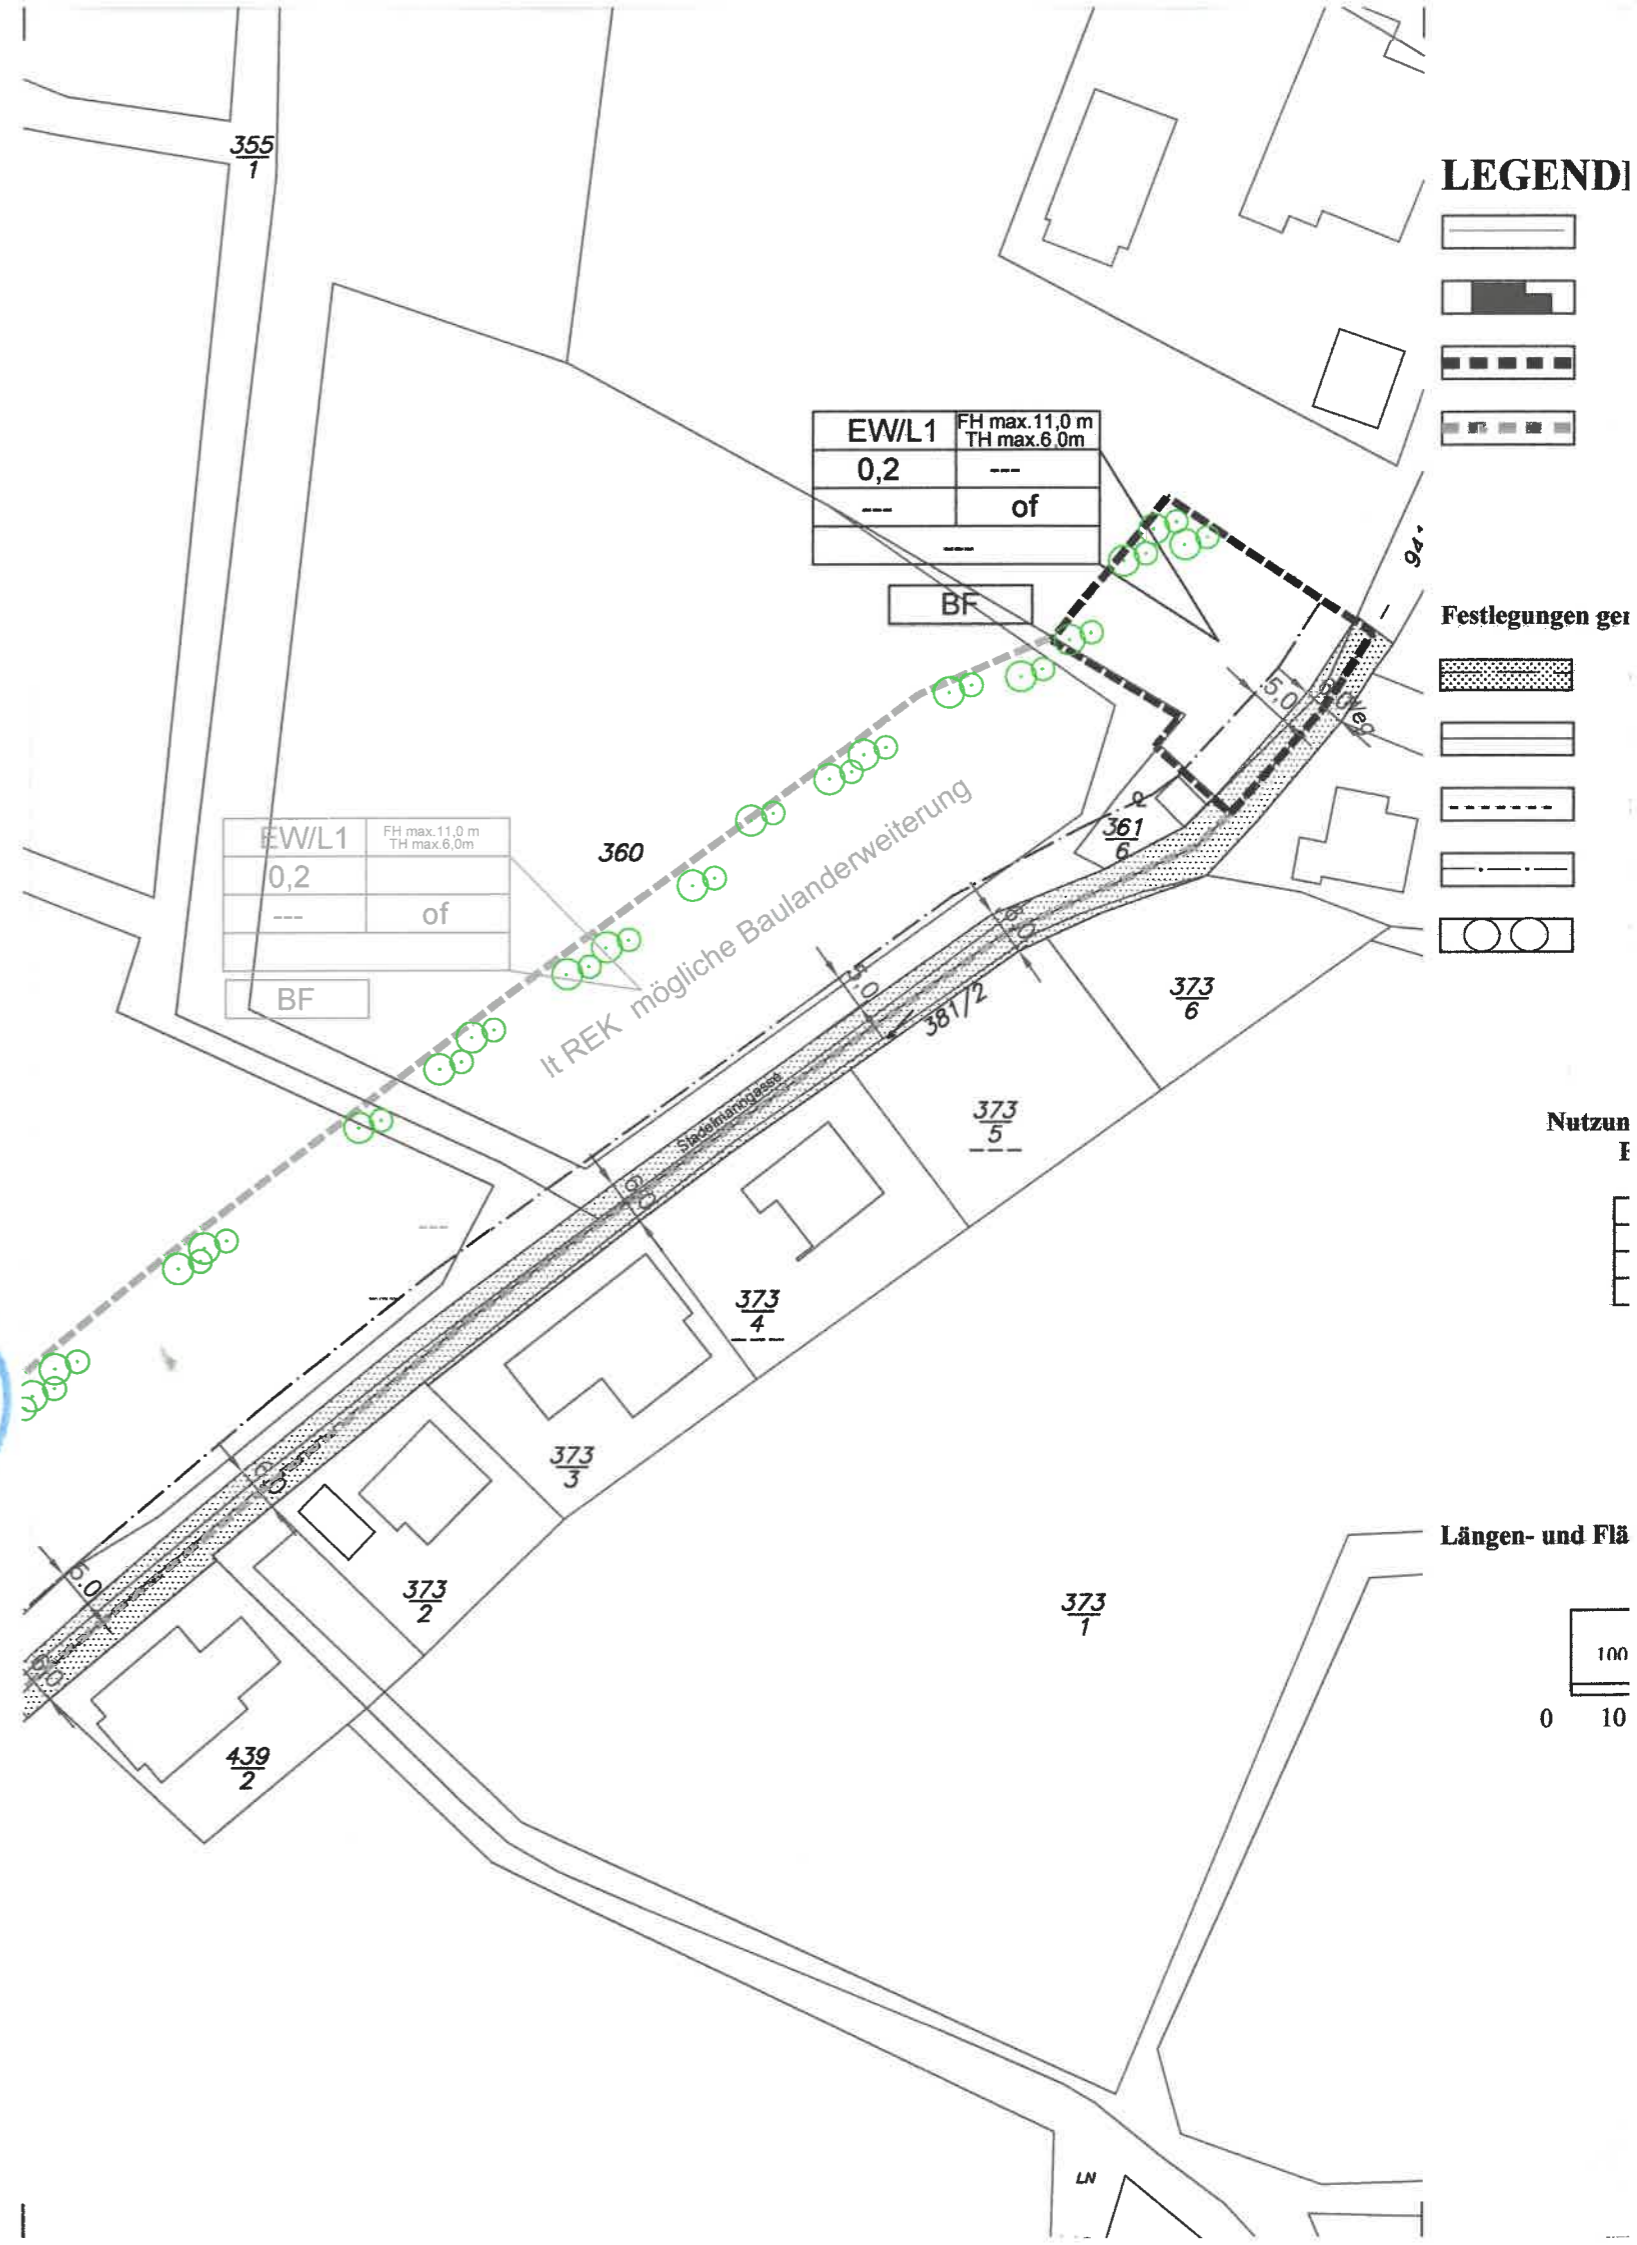 355
1
LEGENDE
EW/L1
FH max.11,0 m
TH max.6,0m
0,2
---
---
of
---
BF
Festlegungen ger
5,0
Weg
EW/L1
FH max.11,0 m
TH max.6,0m
0,2
---
of
BF
360
lt REK mögliche Baulanderweiterung
361
6
6,0
5,0
381/2
373
6
373
5
Stadelmanngasse
6,0
Nutzun
---
373
4
373
3
6,0
373
2
5,0
373
1
Längen- und Flä
100
0 10
6,0
439
2
LN